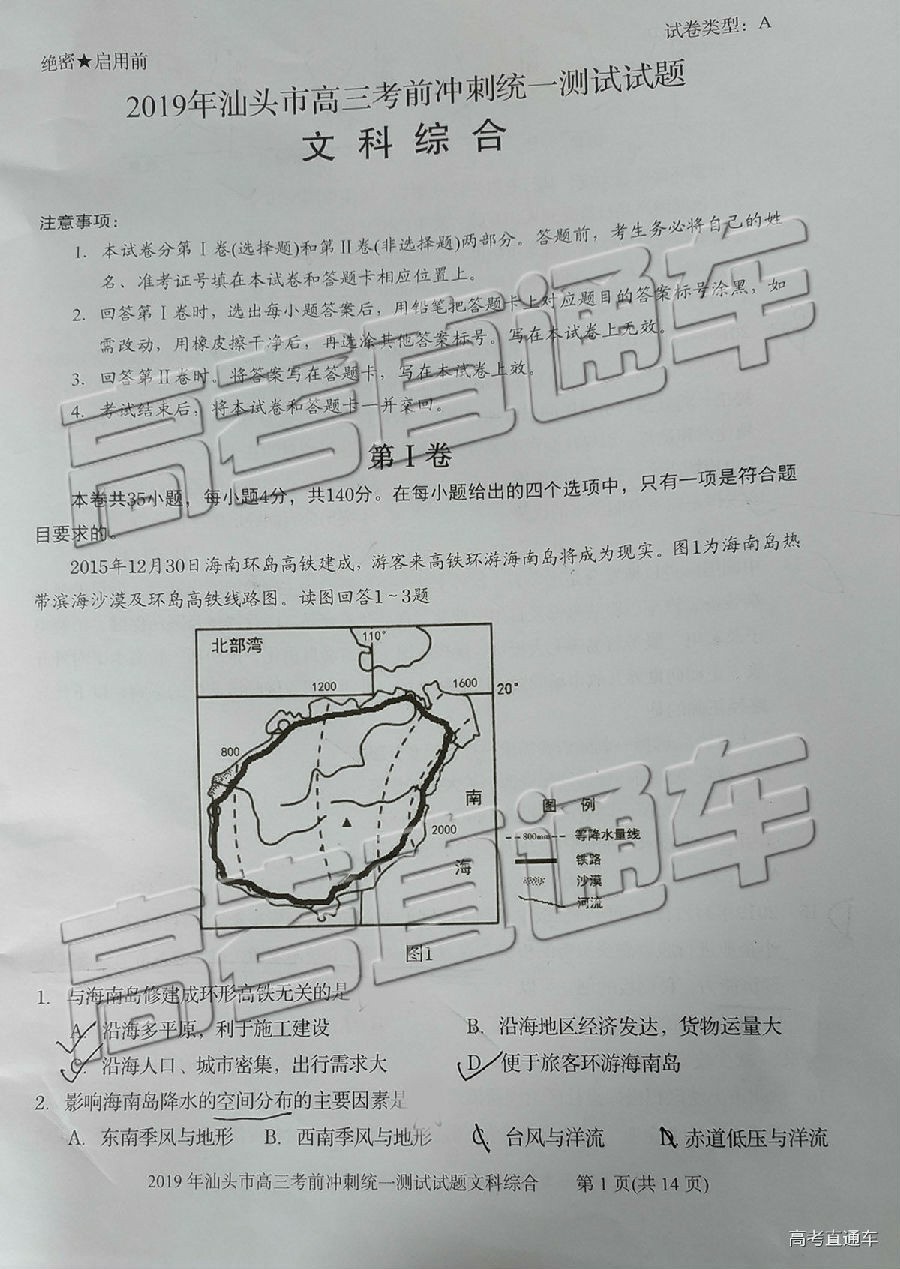 试卷类型：A
绝密★启用前
2019年汕头市高三考前冲刺统一测试试题
文科综合
注意事项：
1. 本试卷分第Ⅰ卷(选择题)和第Ⅱ卷(非选择题)两部分。答题前，考生务必将自己的姓
名、准考证号填在本试卷和答题卡相应位置上。
2. 回答第Ⅰ卷时，选出每小题答案后，用铅笔把答题卡上对应题目的答案标号涂黑，如
需改动，用橡皮擦干净后，再选涂其他答案标号。写在本试卷上无效。
3. 回答第Ⅱ卷时。将答案写在答题卡，写在本试卷上效。
4. 考试结束后，将本试卷和答题卡一并交回。
高考直通车
第Ⅰ卷
本卷共35小题，每小题4分，共140分。在每小题给出的四个选项中，只有一项是符合题
目要求的。
2015年12月30日海南环岛高铁建成，游客来高铁环游海南岛将成为现实。图1为海南岛热
带滨海沙漠及环岛高铁线路图。读图回答1~3题
北部湾
110°
1200
1600
20°
800
2000
南
海
图 例
800mm 等降水量线
铁路
沙漠
河流
图1
高考直通车
1. 与海南岛修建成环形高铁无关的是
A. 沿海多平原，利于施工建设 B. 沿海地区经济发达，货物运量大
C. 沿海人口、城市密集，出行需求大 D. 便于旅客环游海南岛
2. 影响海南岛降水的空间分布的主要因素是
A. 东南季风与地形 B. 西南季风与地形 C. 台风与洋流 D. 赤道低压与洋流
2019年汕头市高三考前冲刺统一测试试题文科综合 第1页(共14页)
高考直通车